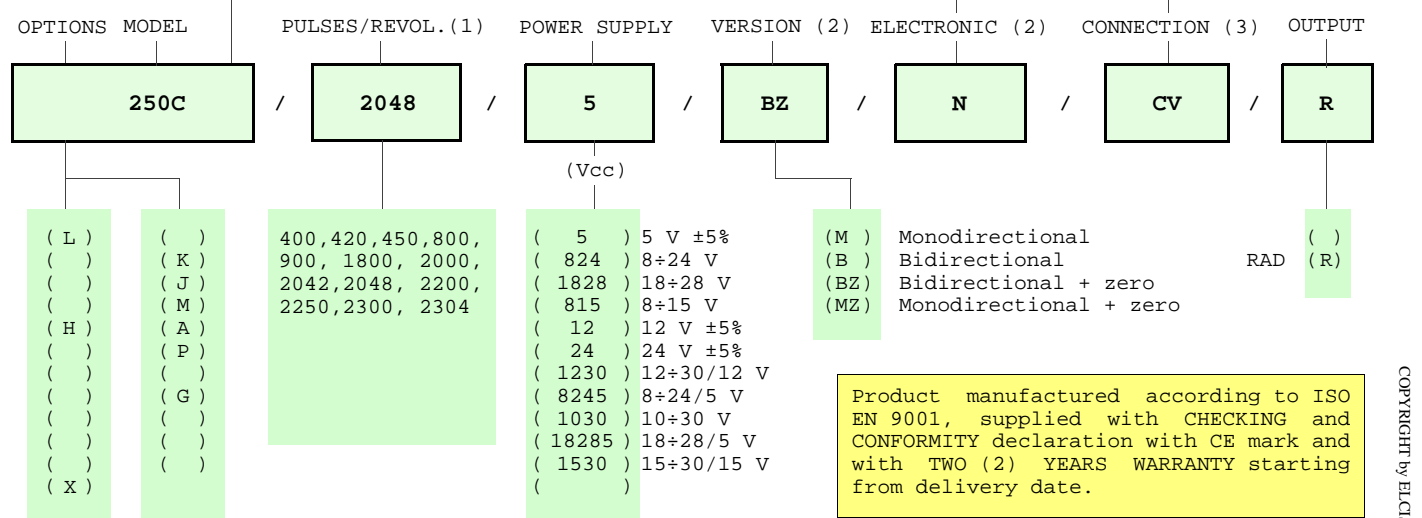 OPTIONS MODEL PULSES/REVOL.(1) POWER SUPPLY VERSION (2) ELECTRONIC (2) CONNECTION (3) OUTPUT
250C / 2048 / 5 / BZ / N / CV / R
(Vcc)
( L ) ( ) 400,420,450,800, ( 5 ) 5 V ±5% (M ) Monodirectional ( )
( ) ( K ) 900, 1800, 2000, ( 824 ) 8÷24 V (B ) Bidirectional RAD (R)
( ) ( J ) 2042,2048, 2200, ( 1828 ) 18÷28 V (BZ) Bidirectional + zero
( ) ( M ) 2250,2300, 2304 ( 815 ) 8÷15 V (MZ) Monodirectional + zero
( H ) ( A ) ( 12 ) 12 V ±5%
( ) ( P ) ( 24 ) 24 V ±5%
( ) ( ) ( 1230 ) 12÷30/12 V
( ) ( G ) ( 8245 ) 8÷24/5 V
( ) ( ) ( 1030 ) 10÷30 V
( ) ( ) ( 18285 ) 18÷28/5 V
( ) ( ) ( 1530 ) 15÷30/15 V
( X ) ( )
Product manufactured according to ISO
EN 9001, supplied with CHECKING and
CONFORMITY declaration with CE mark and
with TWO (2) YEARS WARRANTY starting
from delivery date.
COPYRIGHT by